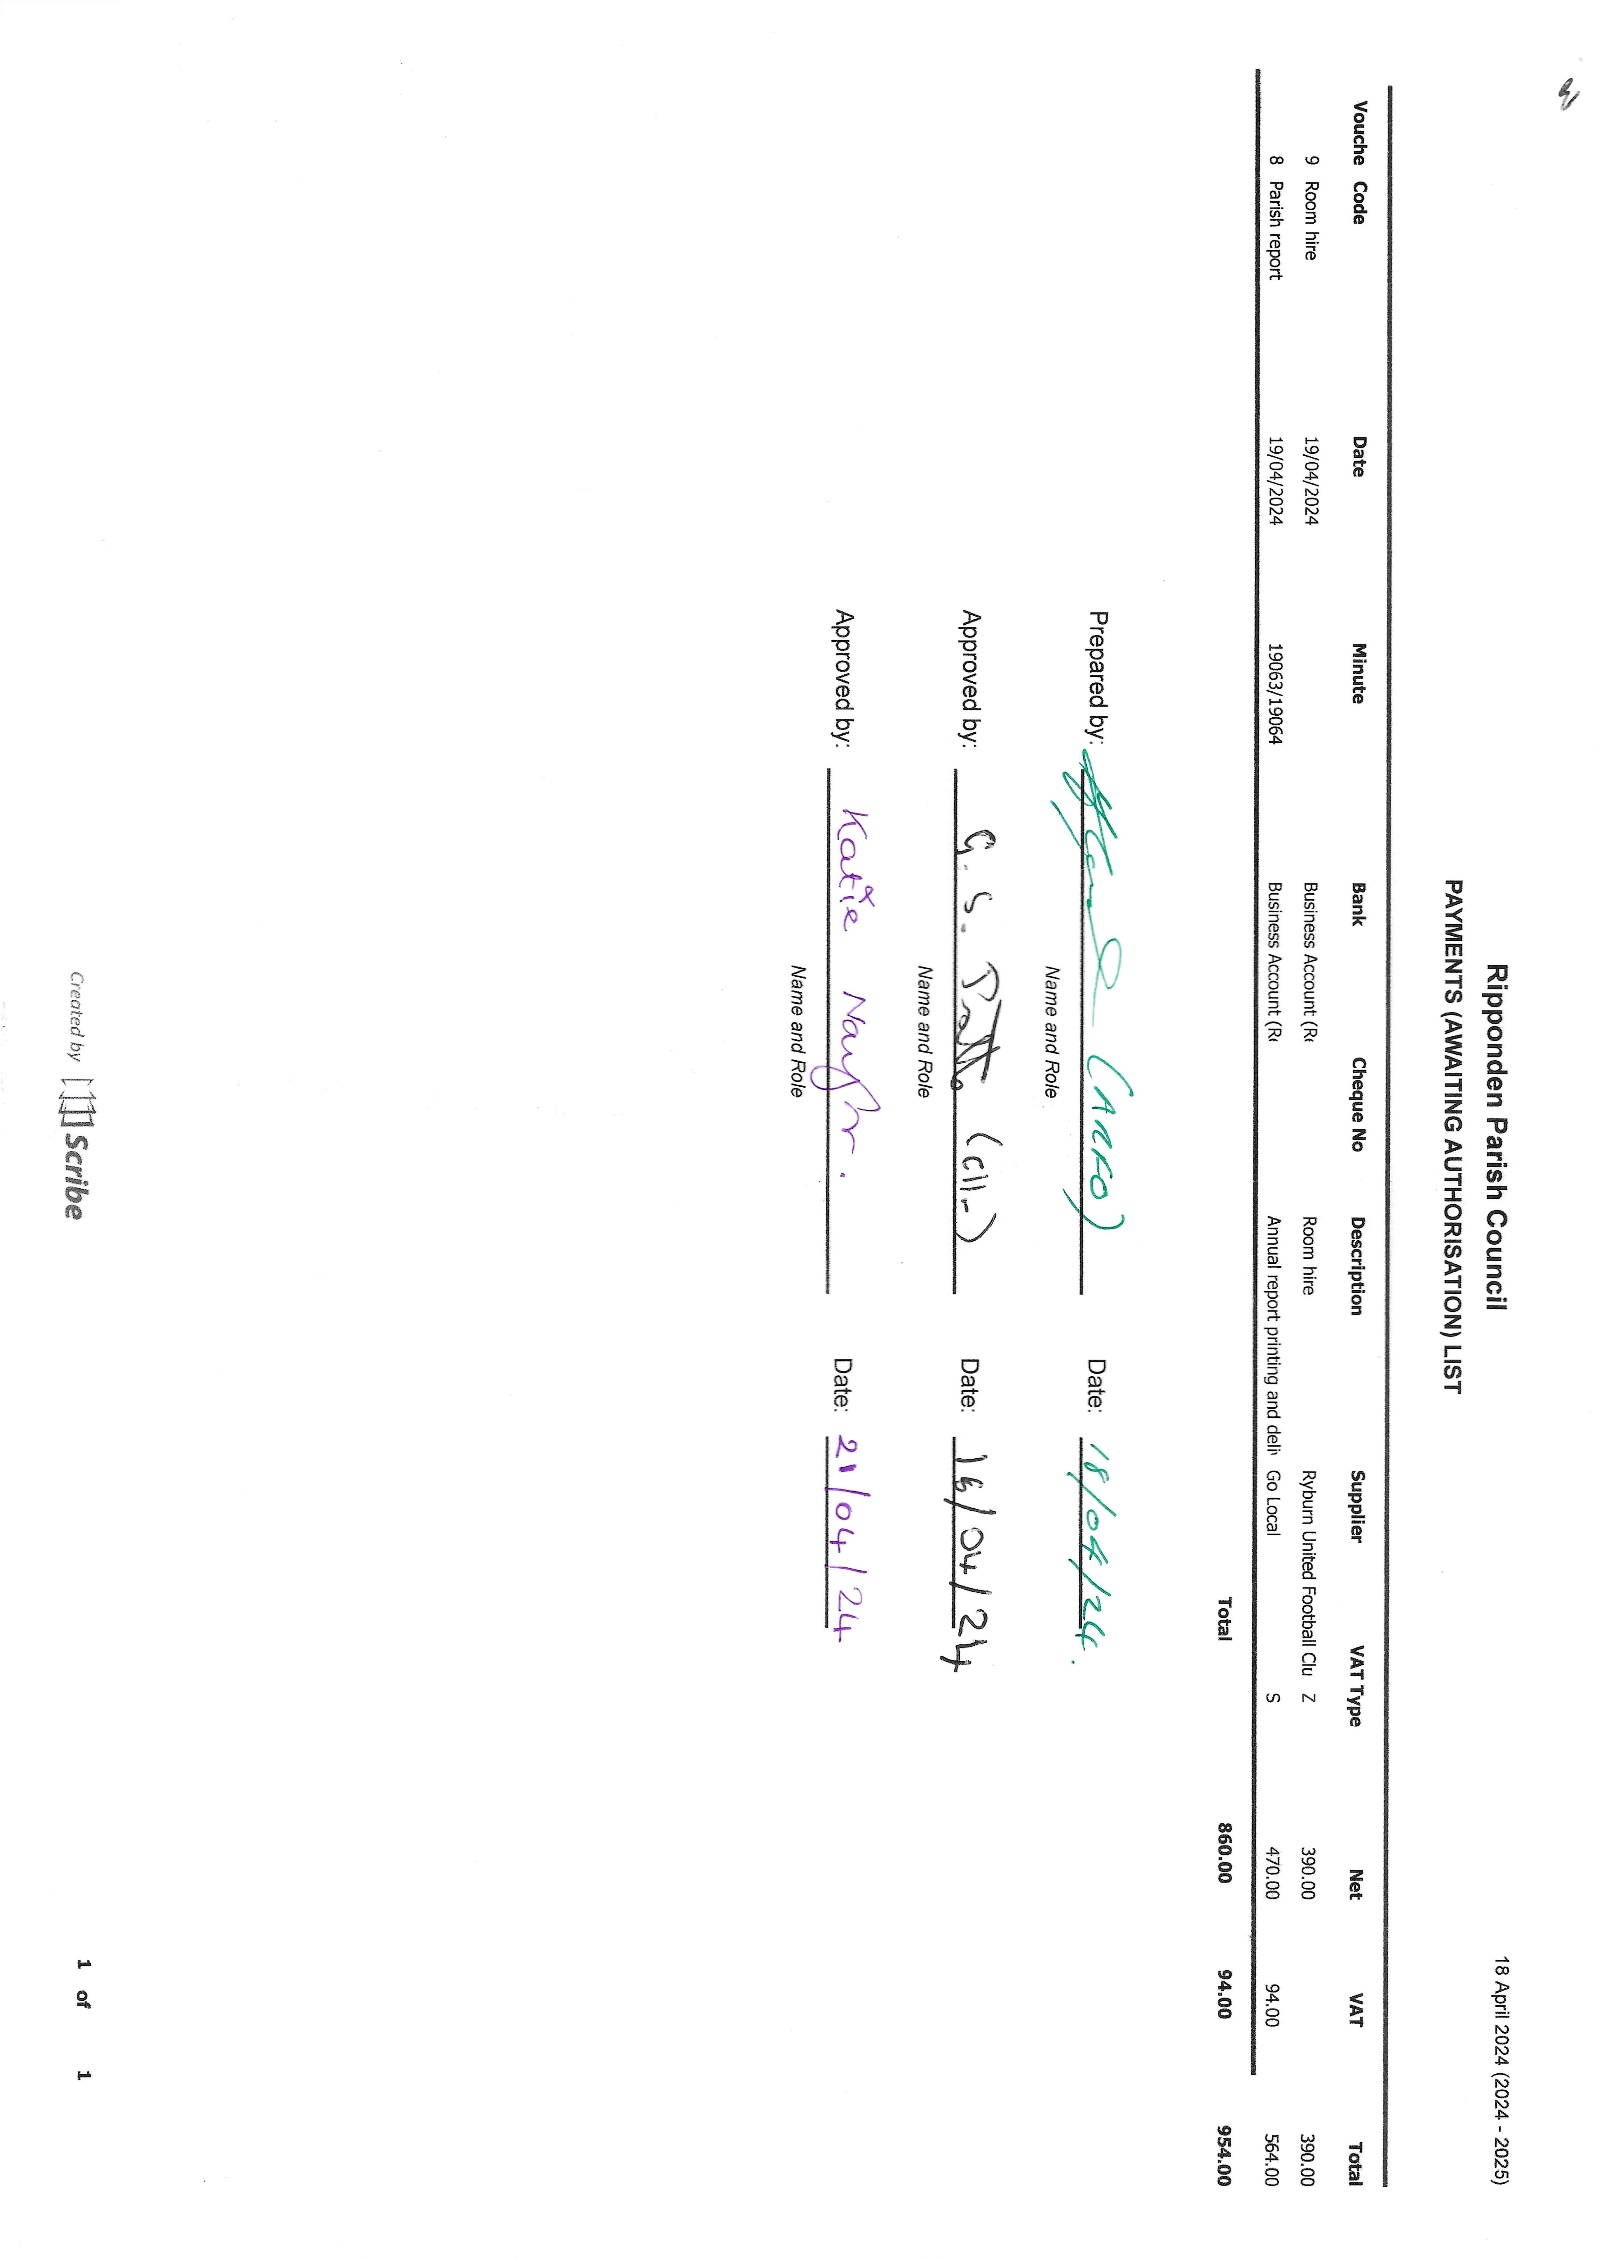 Ripponden Parish Council
18 April 2024 (2024 - 2025)
PAYMENTS (AWAITING AUTHORISATION) LIST
Vouche Code Date Minute Bank Cheque No Description Supplier VAT Type Net VAT Total
9 Room hire 19/04/2024 Business Account (Re Room hire Ryburn United Football Clu Z 390.00 390.00
8 Parish report 19/04/2024 19063/19064 Business Account (Re Annual report printing and deliv Go Local S 470.00 94.00 564.00
Total 860.00 94.00 954.00
Prepared by: Date: 18/04/24.
Name and Role
Approved by: G. S. (Cllr) Date: 18/04/24
Name and Role
Approved by: Katie Date: 21/04/24
Name and Role
Created by Scribe
1 of 1